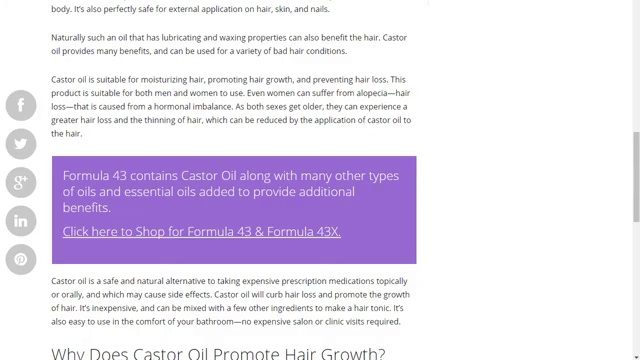 body. It's also perfectly safe for external application on hair, skin, and nails.
Naturally such an oil that has lubricating and waxing properties can also benefit the hair. Castor
oil provides many benefits, and can be used for a variety of bad hair conditions.
Castor oil is suitable for moisturizing hair, promoting hair growth, and preventing hair loss. This
product is suitable for both men and women to use. Even women can suffer from alopecia—hair
loss—that is caused from a hormonal imbalance. As both sexes get older, they can experience a
greater hair loss and the thinning of hair, which can be reduced by the application of castor oil to
the hair.
Formula 43 contains Castor Oil along with many other types
of oils and essential oils added to provide additional
benefits.
Click here to Shop for Formula 43 & Formula 43X.
Castor oil is a safe and natural alternative to taking expensive prescription medications topically
or orally, and which may cause side effects. Castor oil will curb hair loss and promote the growth
of hair. It's inexpensive, and can be mixed with a few other ingredients to make a hair tonic. It's
also easy to use in the comfort of your bathroom—no expensive salon or clinic visits required.
Why Does Castor Oil Promote Hair Growth?